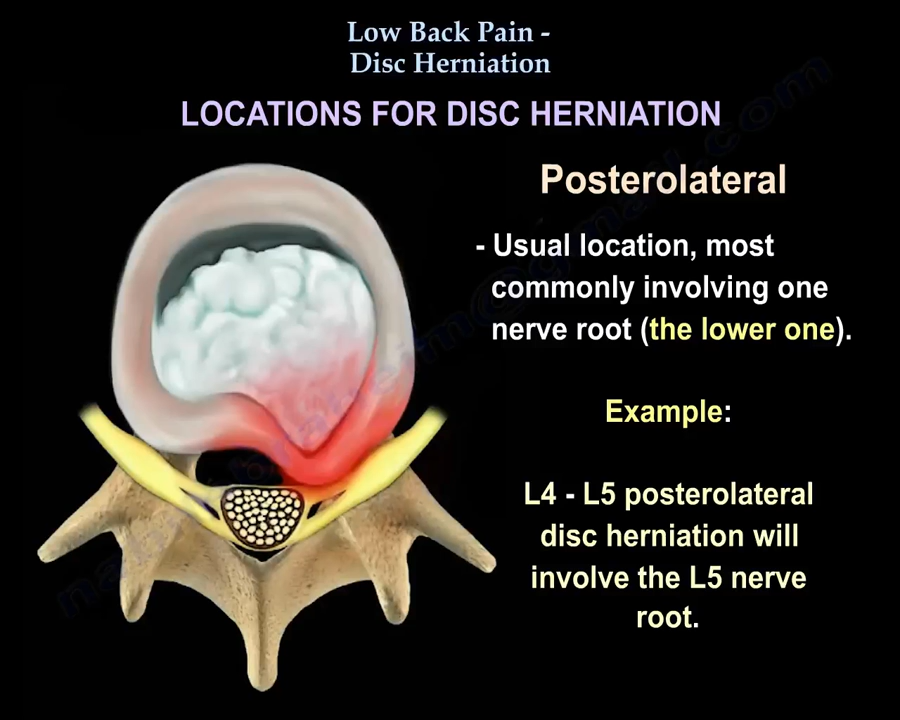 Low Back Pain -
Disc Herniation
LOCATIONS FOR DISC HERNIATION
Posterolateral
- Usual location, most
commonly involving one
nerve root (the lower one).
Example:
L4 - L5 posterolateral
disc herniation will
involve the L5 nerve
root.